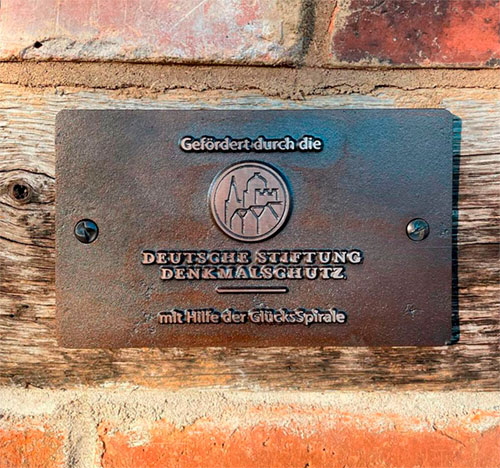 Gefördert durch die
DEUTSCHE STIFTUNG
DENKMALSCHUTZ
mit Hilfe der GlücksSpirale